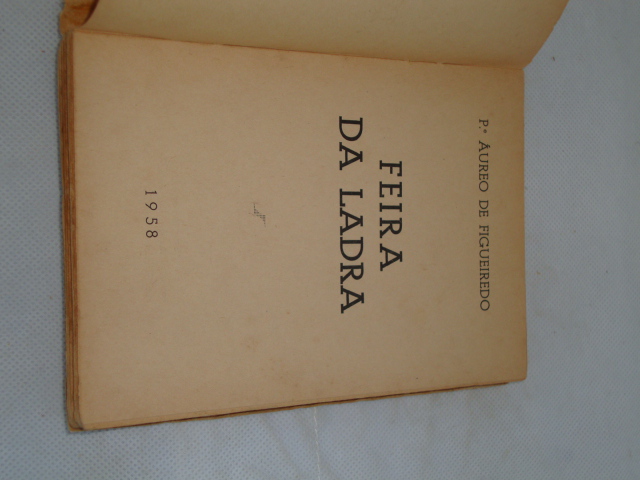 P.e ÁUREO DE FIGUEIREDO
FEIRA
DA LADRA
1958